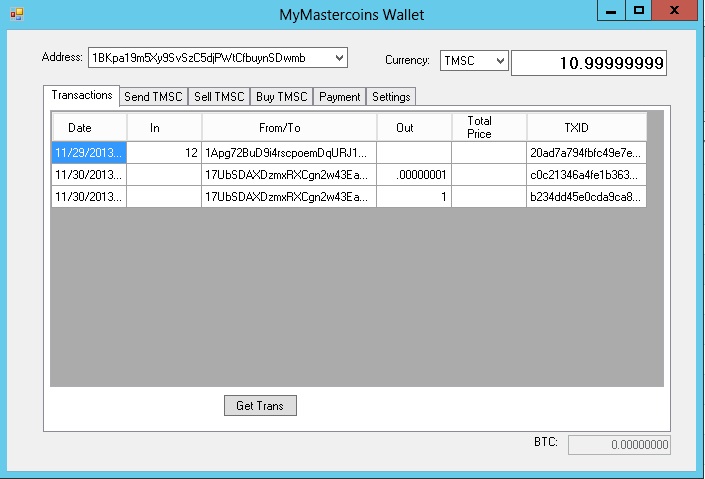 MyMastercoins Wallet
Address: 1BKpa19m5Xy9SvSzC5djPWtCfbuynSDwmb Currency: TMSC 10.99999999
Transactions Send TMSC Sell TMSC Buy TMSC Payment Settings
Date In From/To Out Total Price TXID
11/29/2013... 12 1Apg72BuD9i4rscpoemDqURJ1... 20ad7a794fbfc49e7e...
11/30/2013... 17UbSDAXDzmxRXCgn2w43Ea... .00000001 c0c21346a4fe1b363...
11/30/2013... 17UbSDAXDzmxRXCgn2w43Ea... 1 b234dd45e0cda9ca8...
Get Trans
BTC: 0.00000000